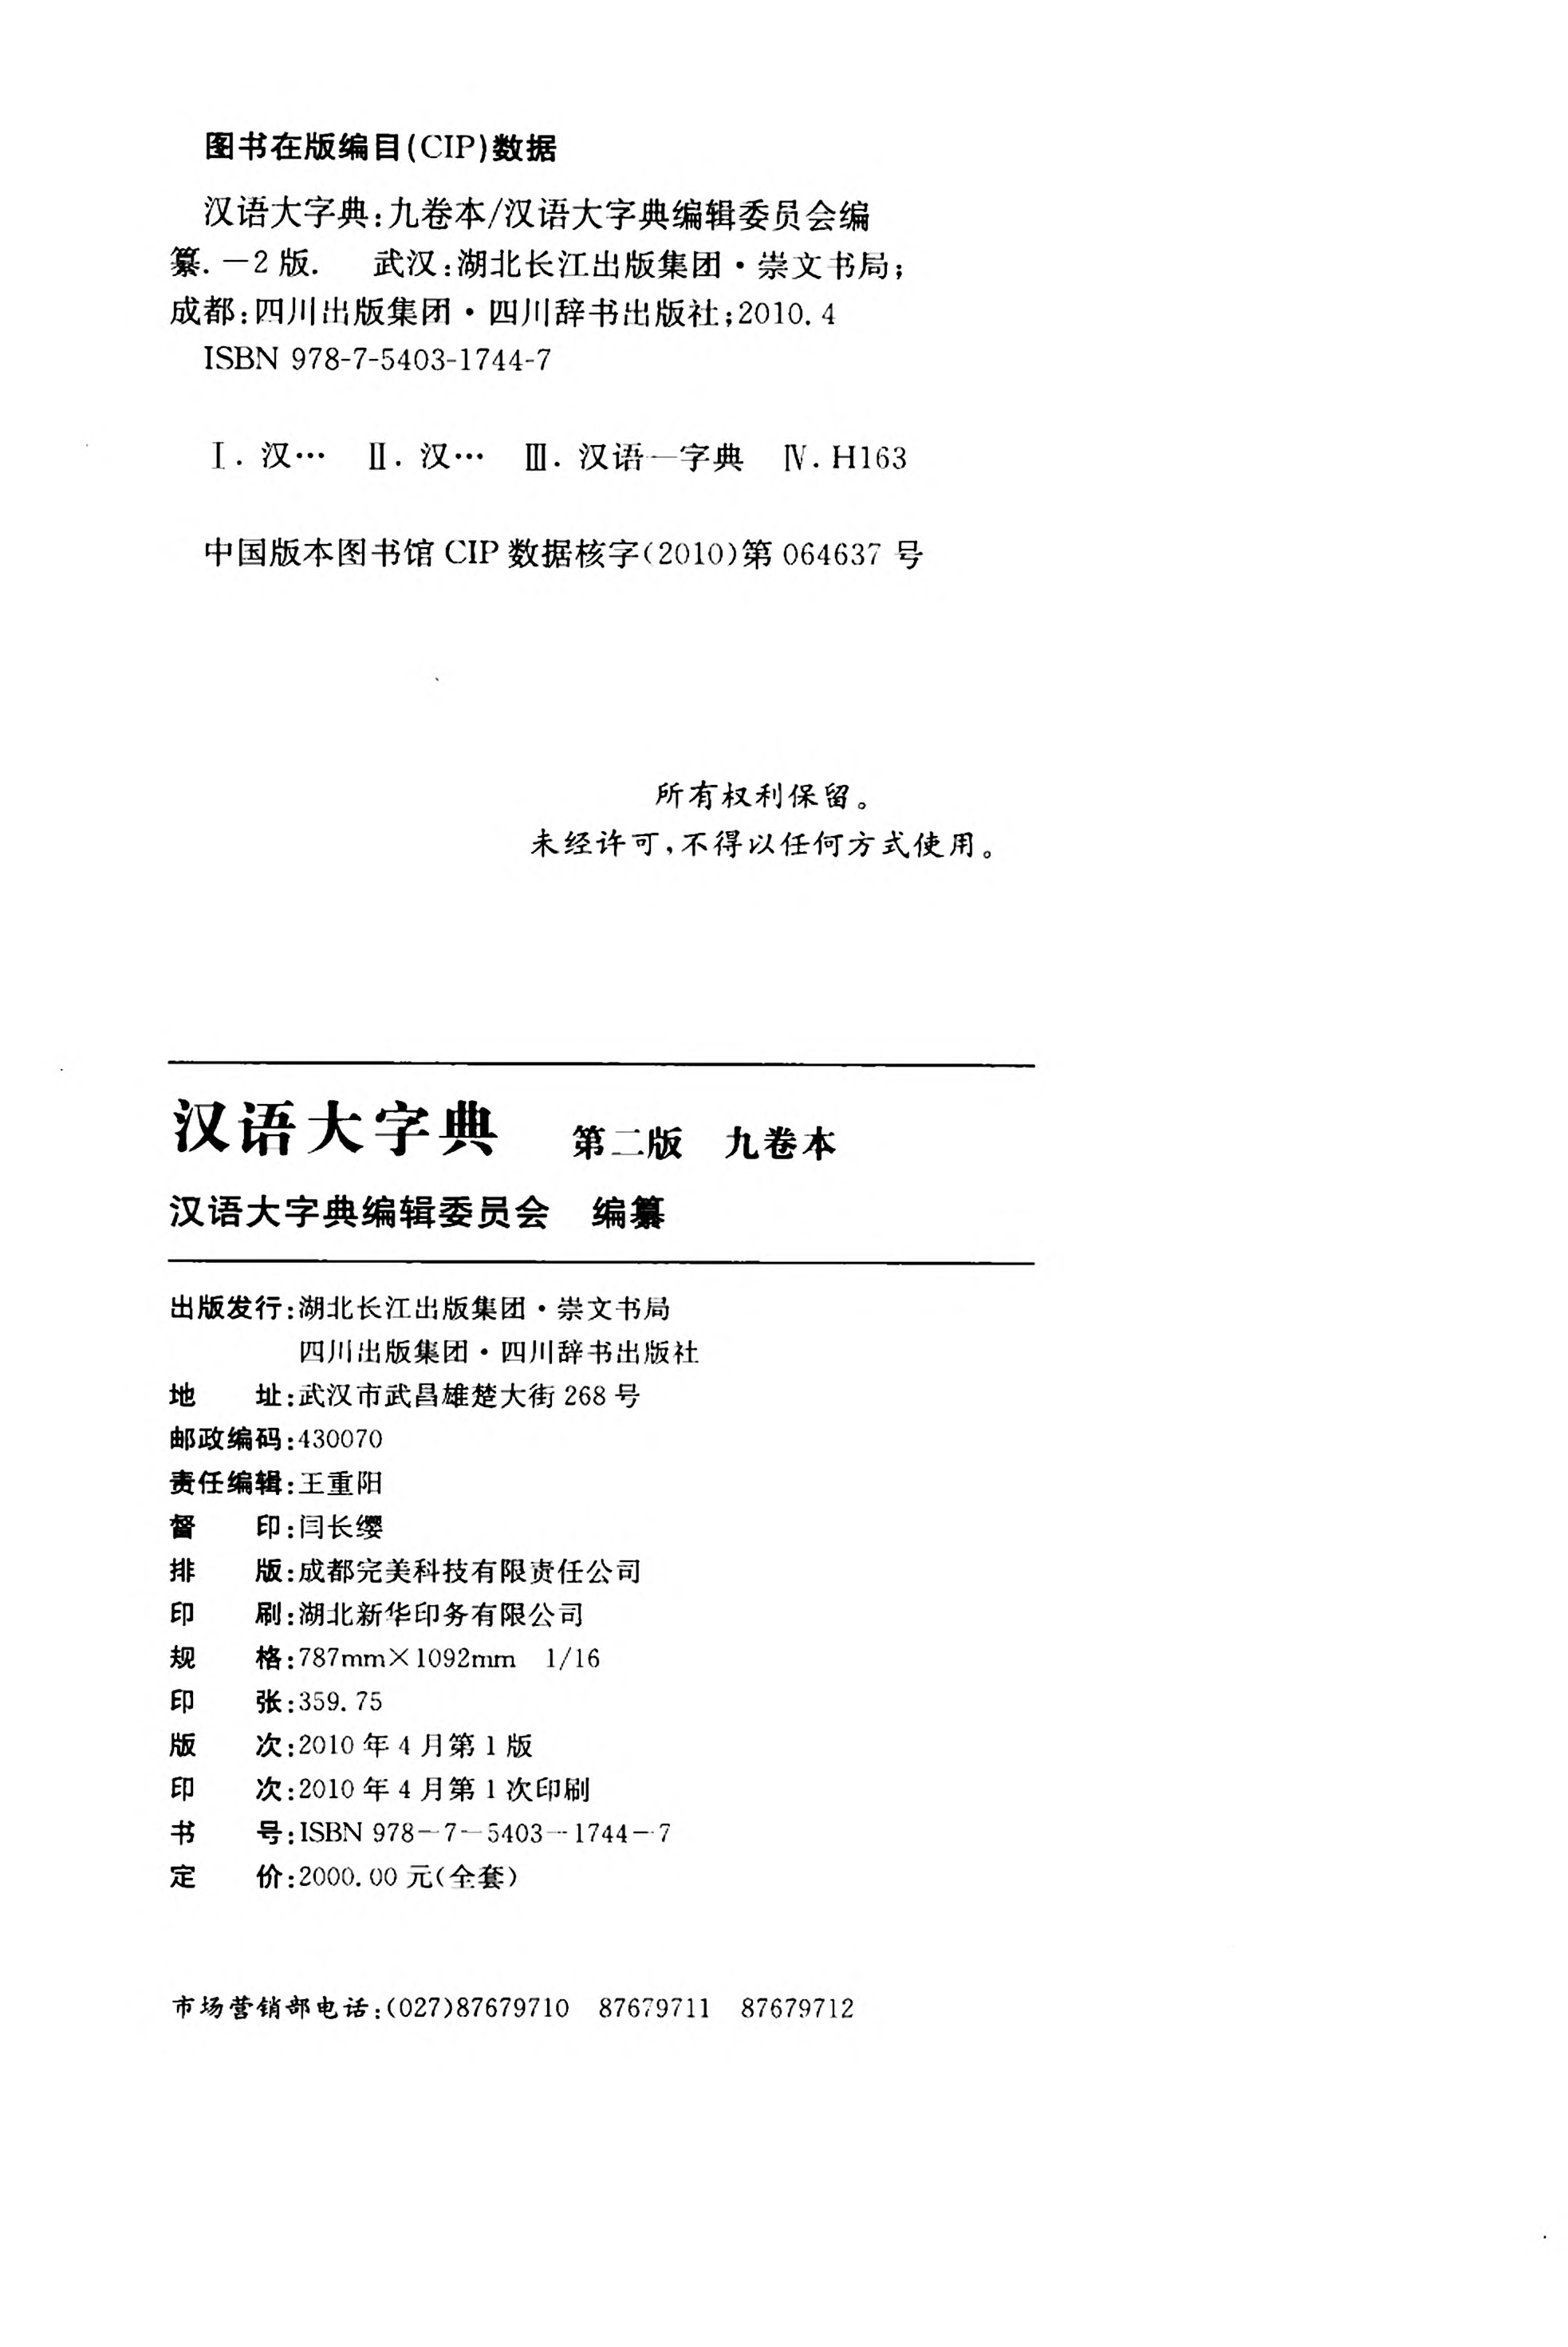 图书在版编目(CIP)数据
汉语大字典:九卷本/汉语大字典编辑委员会编
纂.—2版. 武汉:湖北长江出版集团·崇文书局;
成都:四川出版集团·四川辞书出版社;2010.4
ISBN 978-7-5403-1744-7
Ⅰ.汉… Ⅱ.汉… Ⅲ.汉语—字典 Ⅳ.H163
中国版本图书馆CIP数据核字(2010)第064637号
所有权利保留。
未经许可,不得以任何方式使用。
汉语大字典 第二版 九卷本
汉语大字典编辑委员会 编纂
出版发行:湖北长江出版集团·崇文书局
四川出版集团·四川辞书出版社
地 址:武汉市武昌雄楚大街268号
邮政编码:430070
责任编辑:王重阳
督 印:闫长缨
排 版:成都完美科技有限责任公司
印 刷:湖北新华印务有限公司
规 格:787mm×1092mm 1/16
印 张:359.75
版 次:2010年4月第1版
印 次:2010年4月第1次印刷
书 号:ISBN 978—7—5403—1744—7
定 价:2000.00元(全套)
市场营销部电话:(027)87679710 87679711 87679712